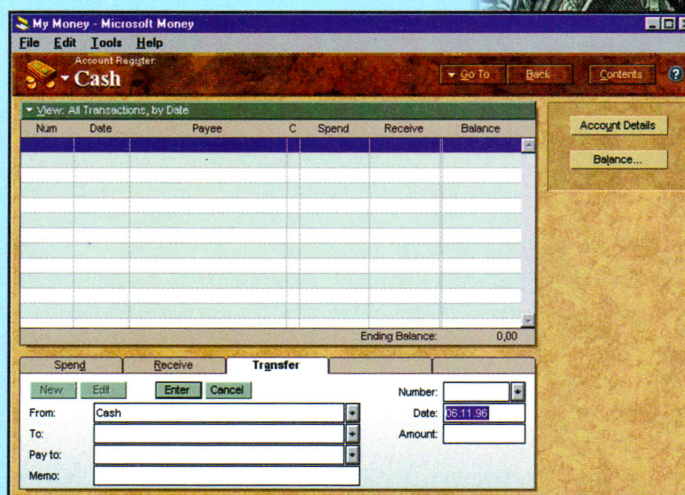 My Money - Microsoft Money
File Edit Tools Help
Account Register:
Cash
Go To Back Contents ?
View: All Transactions, by Date
Num Date Payee C Spend Receive Balance
Account Details
Balance...
Ending Balance: 0,00
Spend Receive Transfer
New Edit Enter Cancel
Number:
From: Cash
Date: 06.11.96
To:
Amount:
Pay to:
Memo: